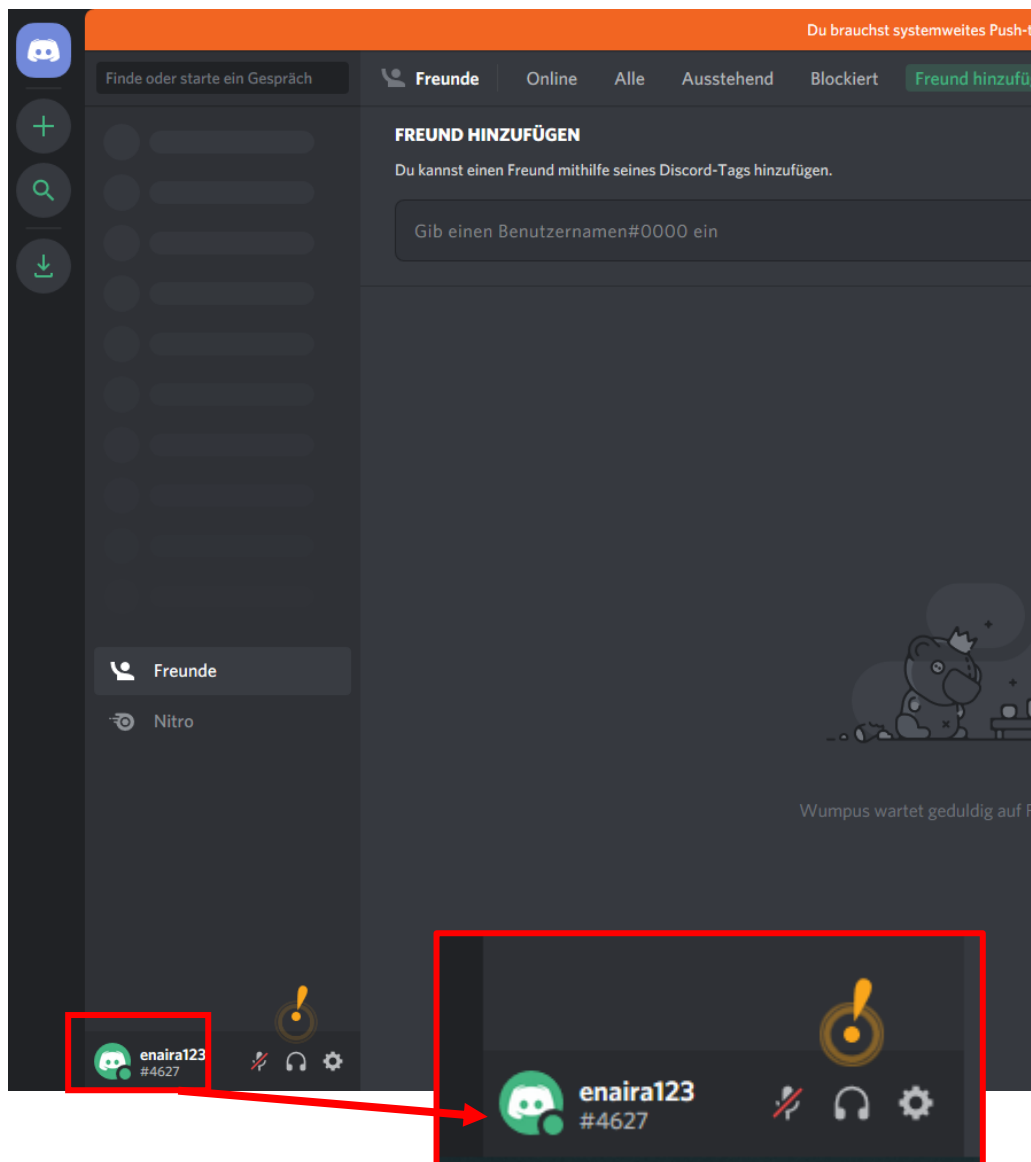 Du brauchst systemweites Push-t
Finde oder starte ein Gespräch
Freunde
Online
Alle
Ausstehend
Blockiert
Freund hinzufü
FREUND HINZUFÜGEN
Du kannst einen Freund mithilfe seines Discord-Tags hinzufügen.
Gib einen Benutzernamen#0000 ein
Freunde
Nitro
Wumpus wartet geduldig auf F
enaira123
#4627
enaira123
#4627